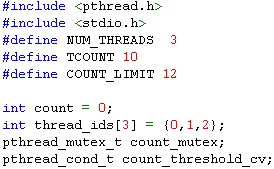 #include <pthread.h>
#include <stdio.h>
#define NUM_THREADS  3
#define TCOUNT 10
#define COUNT_LIMIT 12

int count = 0;
int thread_ids[3] = {0,1,2};
pthread_mutex_t count_mutex;
pthread_cond_t count_threshold_cv;